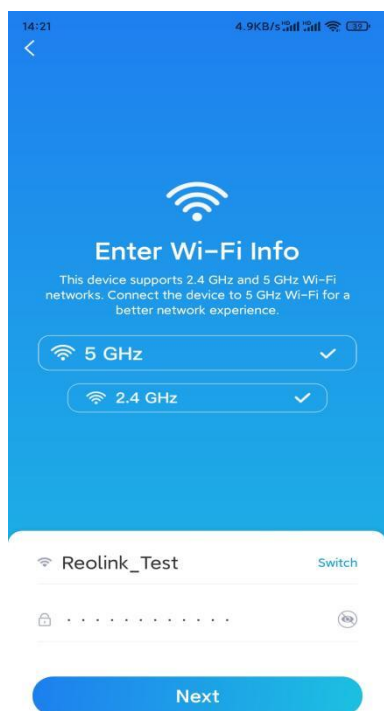 14:21
4.9KB/s HD HD 39
Enter Wi-Fi Info
This device supports 2.4 GHz and 5 GHz Wi-Fi
networks. Connect the device to 5 GHz Wi-Fi for a
better network experience.
5 GHz
2.4 GHz
Reolink_Test
Switch
Next